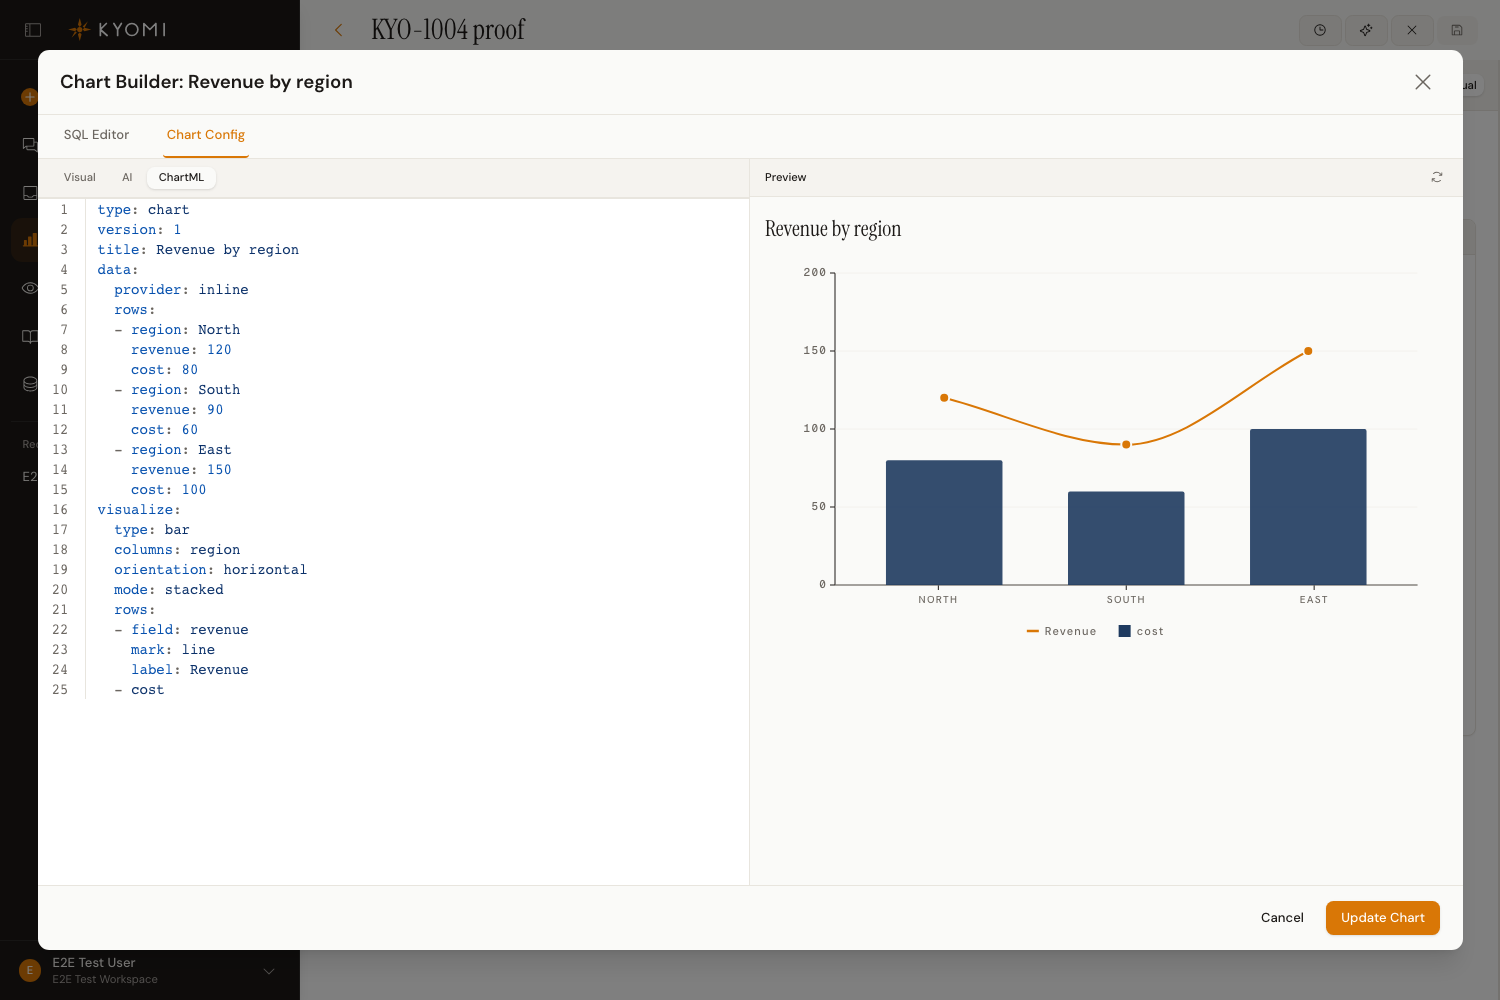 KYOMI
KYO-1004 proof
Chart Builder: Revenue by region
SQL Editor
Chart Config
Visual
AI
ChartML
1 type: chart
2 version: 1
3 title: Revenue by region
4 data:
5 provider: inline
6 rows:
7 - region: North
8 revenue: 120
9 cost: 80
10 - region: South
11 revenue: 90
12 cost: 60
13 - region: East
14 revenue: 150
15 cost: 100
16 visualize:
17 type: bar
18 columns: region
19 orientation: horizontal
20 mode: stacked
21 rows:
22 - field: revenue
23 mark: line
24 label: Revenue
25 - cost
Preview
Revenue by region
200
150
100
50
0
NORTH SOUTH EAST
Revenue cost
Cancel
Update Chart
E
E2E Test User
E2E Test Workspace